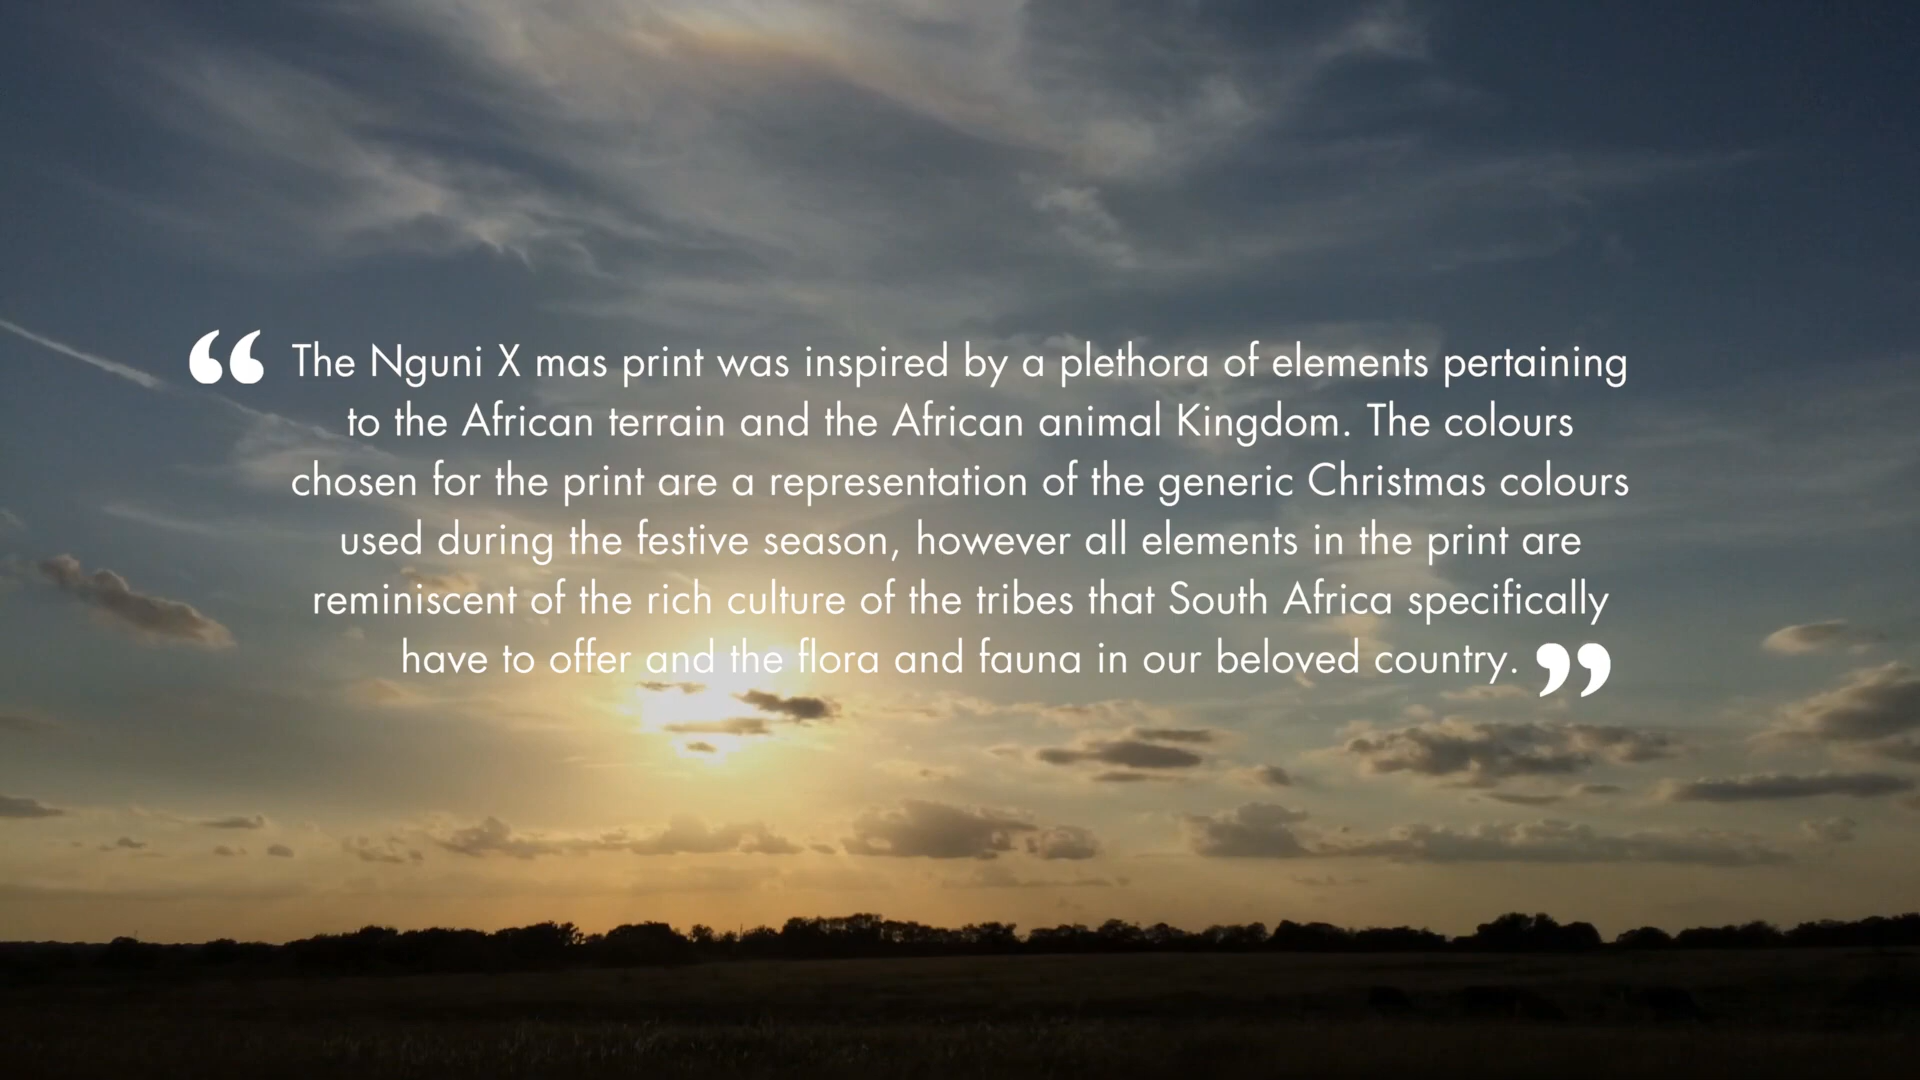 “ The Nguni X mas print was inspired by a plethora of elements pertaining
to the African terrain and the African animal Kingdom. The colours
chosen for the print are a representation of the generic Christmas colours
used during the festive season, however all elements in the print are
reminiscent of the rich culture of the tribes that South Africa specifically
have to offer and the flora and fauna in our beloved country. ”